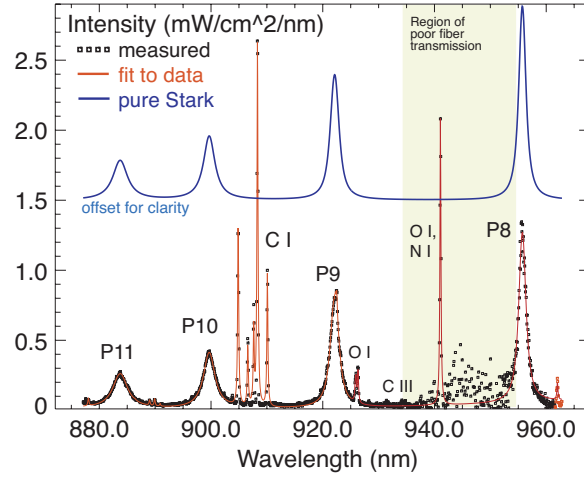 Intensity (mW/cm^2/nm)
measured
fit to data
pure Stark
Region of
poor fiber
transmission
offset for clarity
C I
O I,
N I
P8
P9
P10
P11
O I
C III
2.5
2.0
1.5
1.0
0.5
0
880.0
900.0
920.0
940.0
960.0
Wavelength (nm)